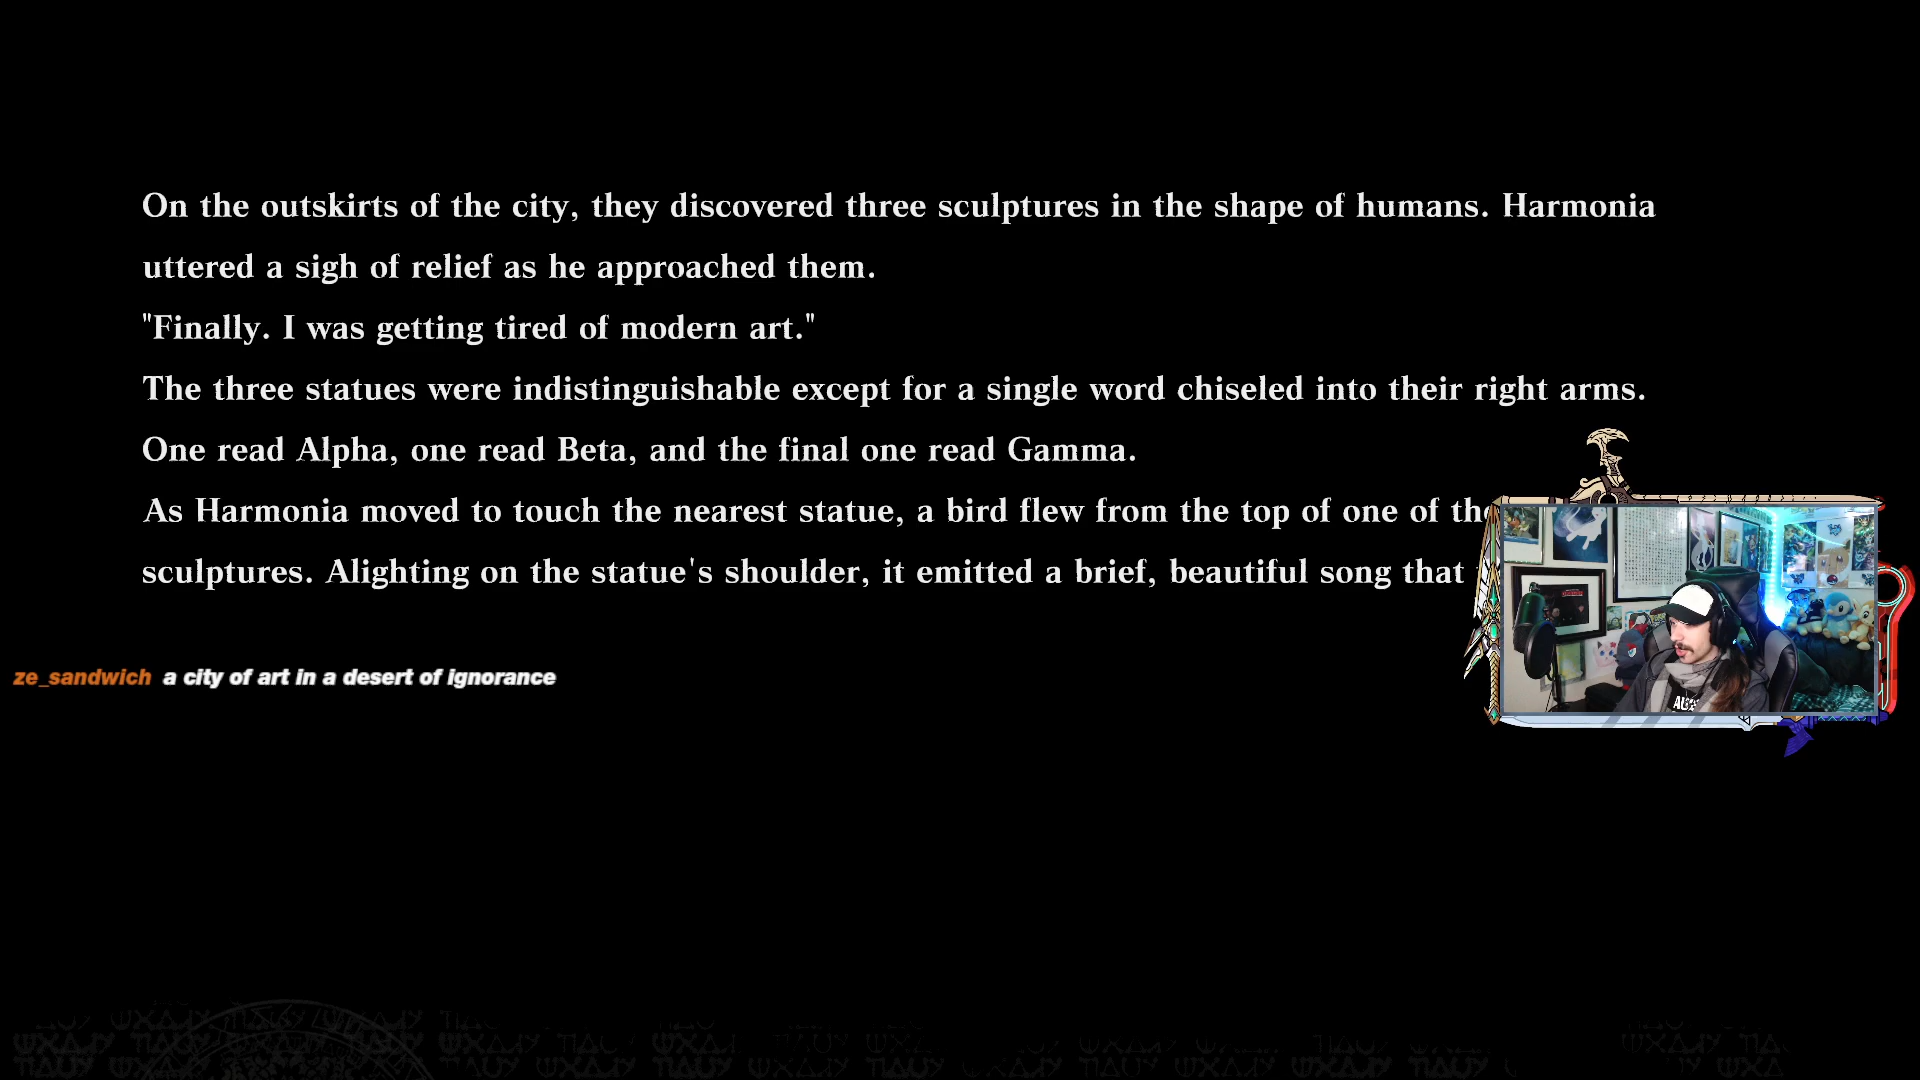 On the outskirts of the city, they discovered three sculptures in the shape of humans. Harmonia
uttered a sigh of relief as he approached them.
"Finally. I was getting tired of modern art."
The three statues were indistinguishable except for a single word chiseled into their right arms.
One read Alpha, one read Beta, and the final one read Gamma.
As Harmonia moved to touch the nearest statue, a bird flew from the top of one of the
sculptures. Alighting on the statue's shoulder, it emitted a brief, beautiful song that
ze_sandwich a city of art in a desert of ignorance